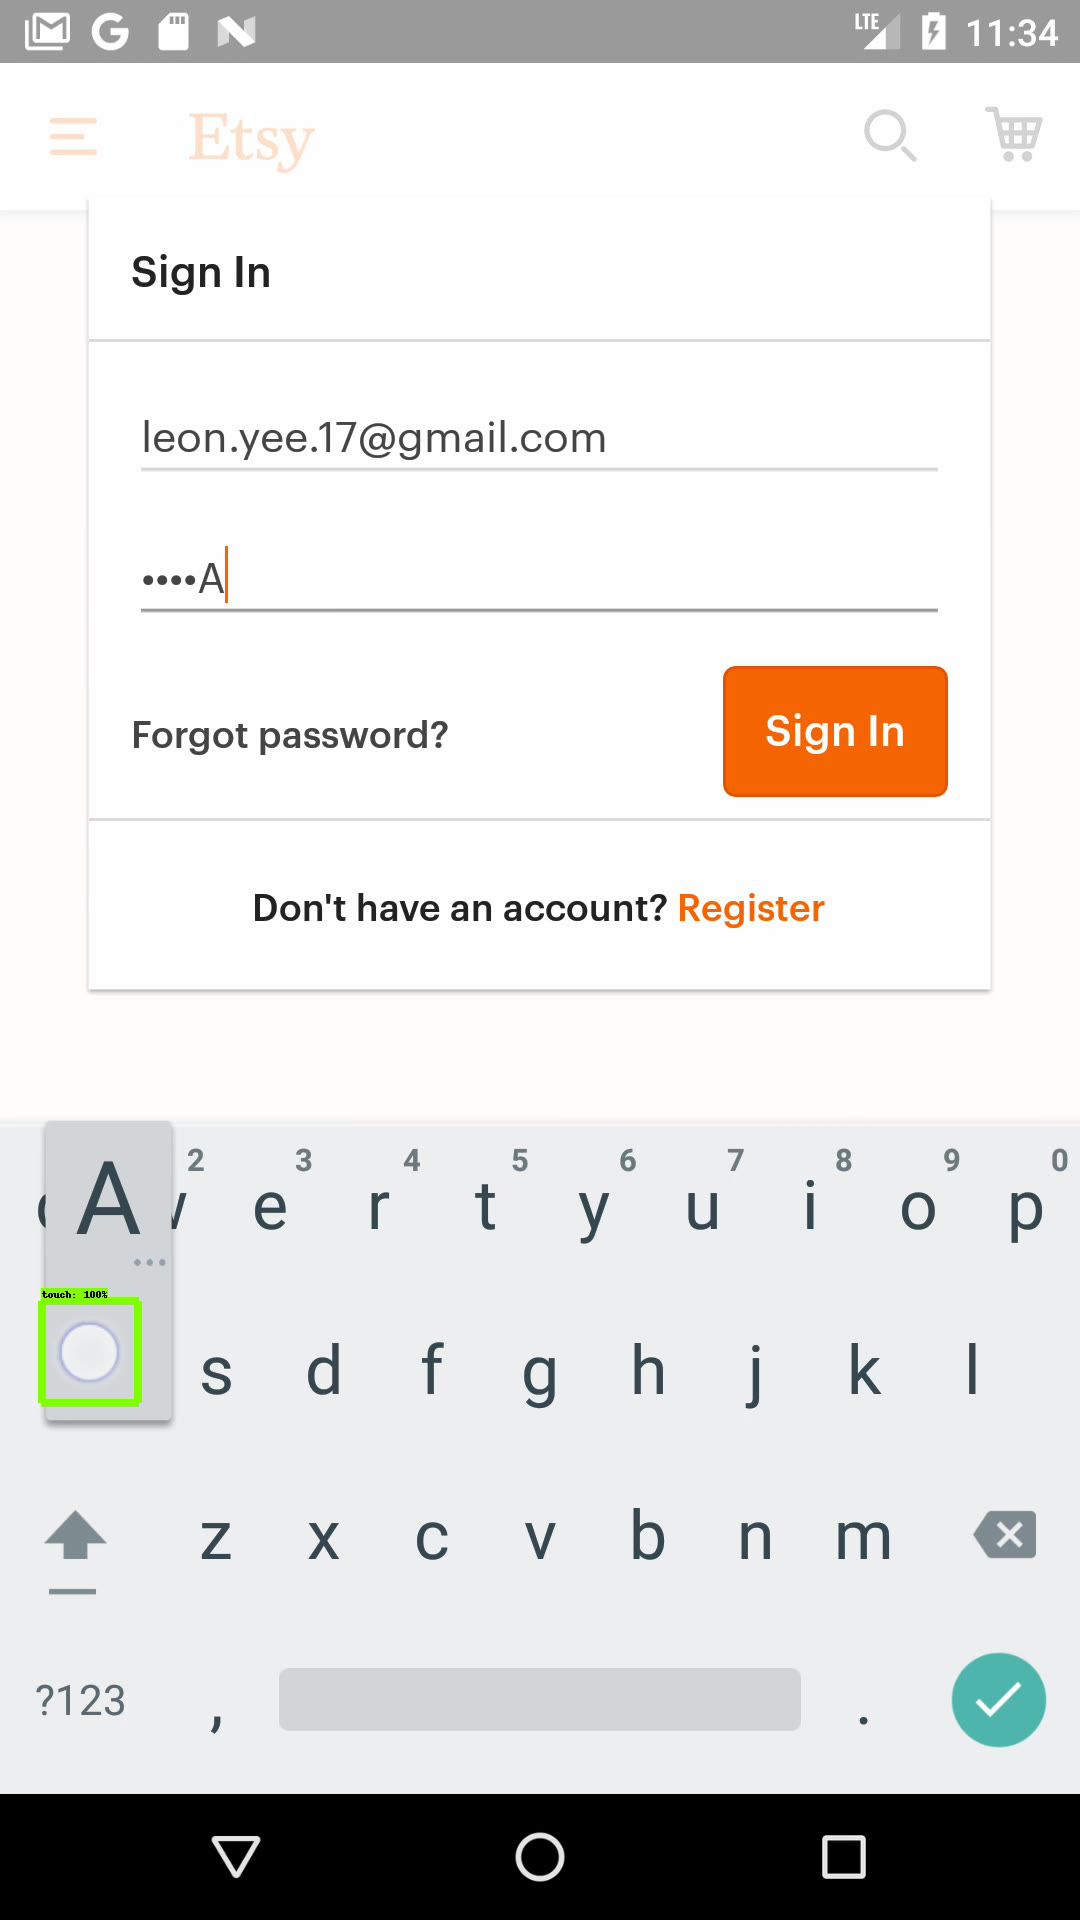 LTE 11:34
Etsy
Sign In
leon.yee.17@gmail.com
••••A
Forgot password? Sign In
Don't have an account? Register
2 3 4 5 6 7 8 9 0
A e r t y u i o p
touch: 100%
s d f g h j k l
z x c v b n m
?123 , .